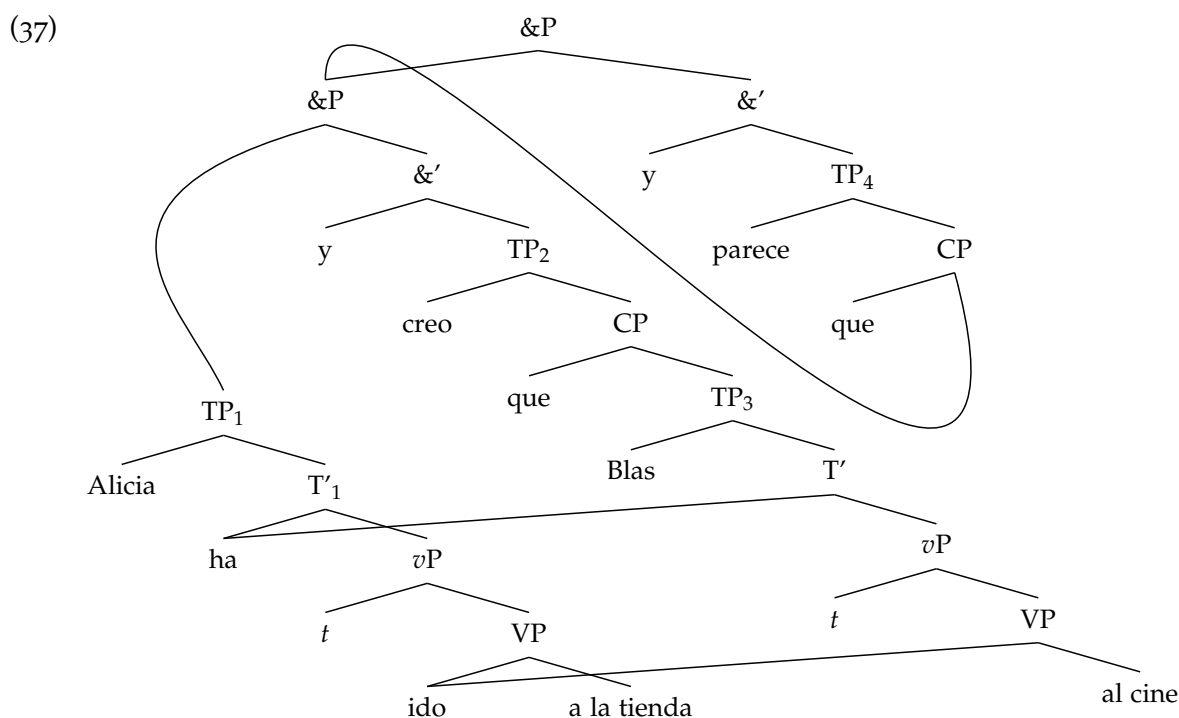 (37)
&P
&P &’
&’ y TP4
y TP2 parece CP
creo CP que
que TP3
TP1
Alicia T’1 Blas T’
ha vP vP
t VP t VP
ido a la tienda al cine